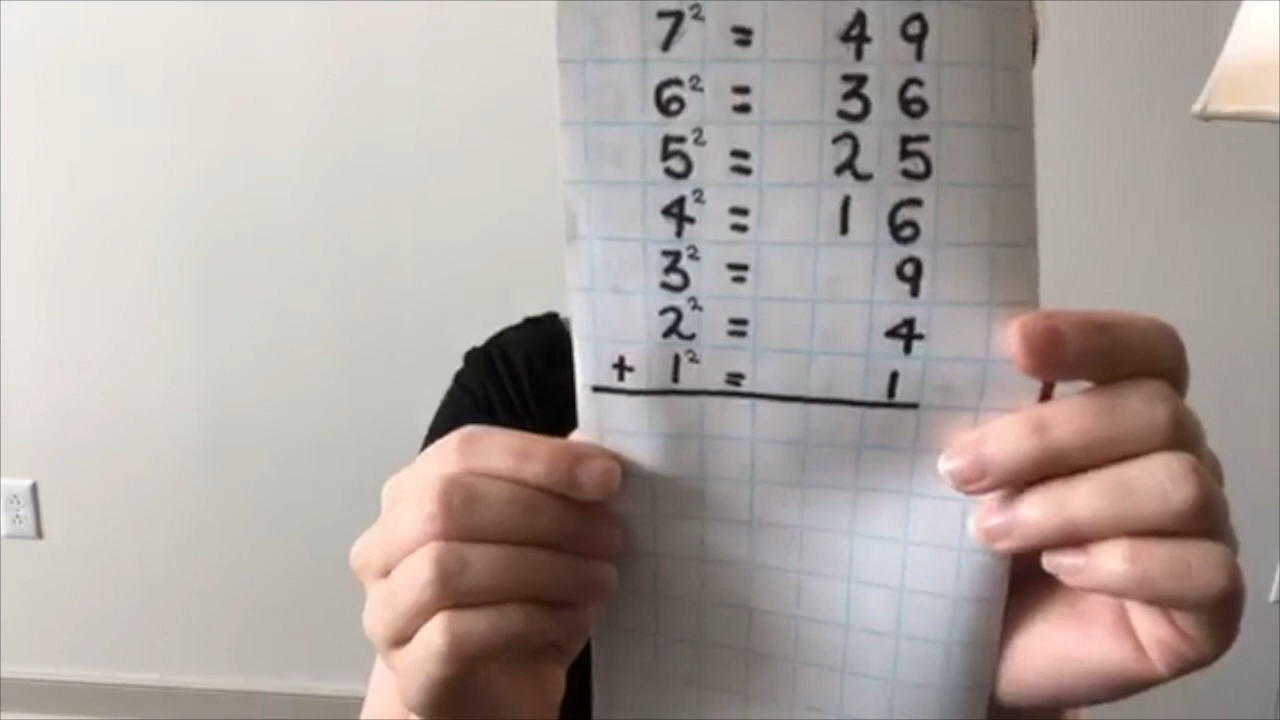 7² = 49
6² = 36
5² = 25
4² = 16
3² = 9
2² = 4
+ 1² = 1